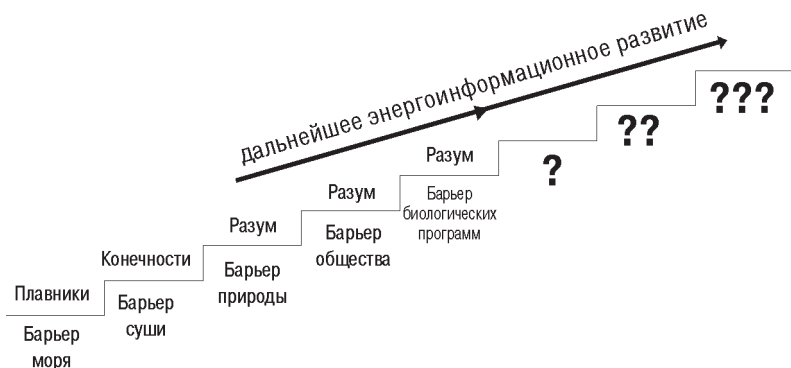 дальнейшее энергоинформационное развитие
Плавники
Барьер
моря
Конечности
Барьер
суши
Разум
Барьер
природы
Разум
Барьер
общества
Разум
Барьер
биологических
программ
?
??
???